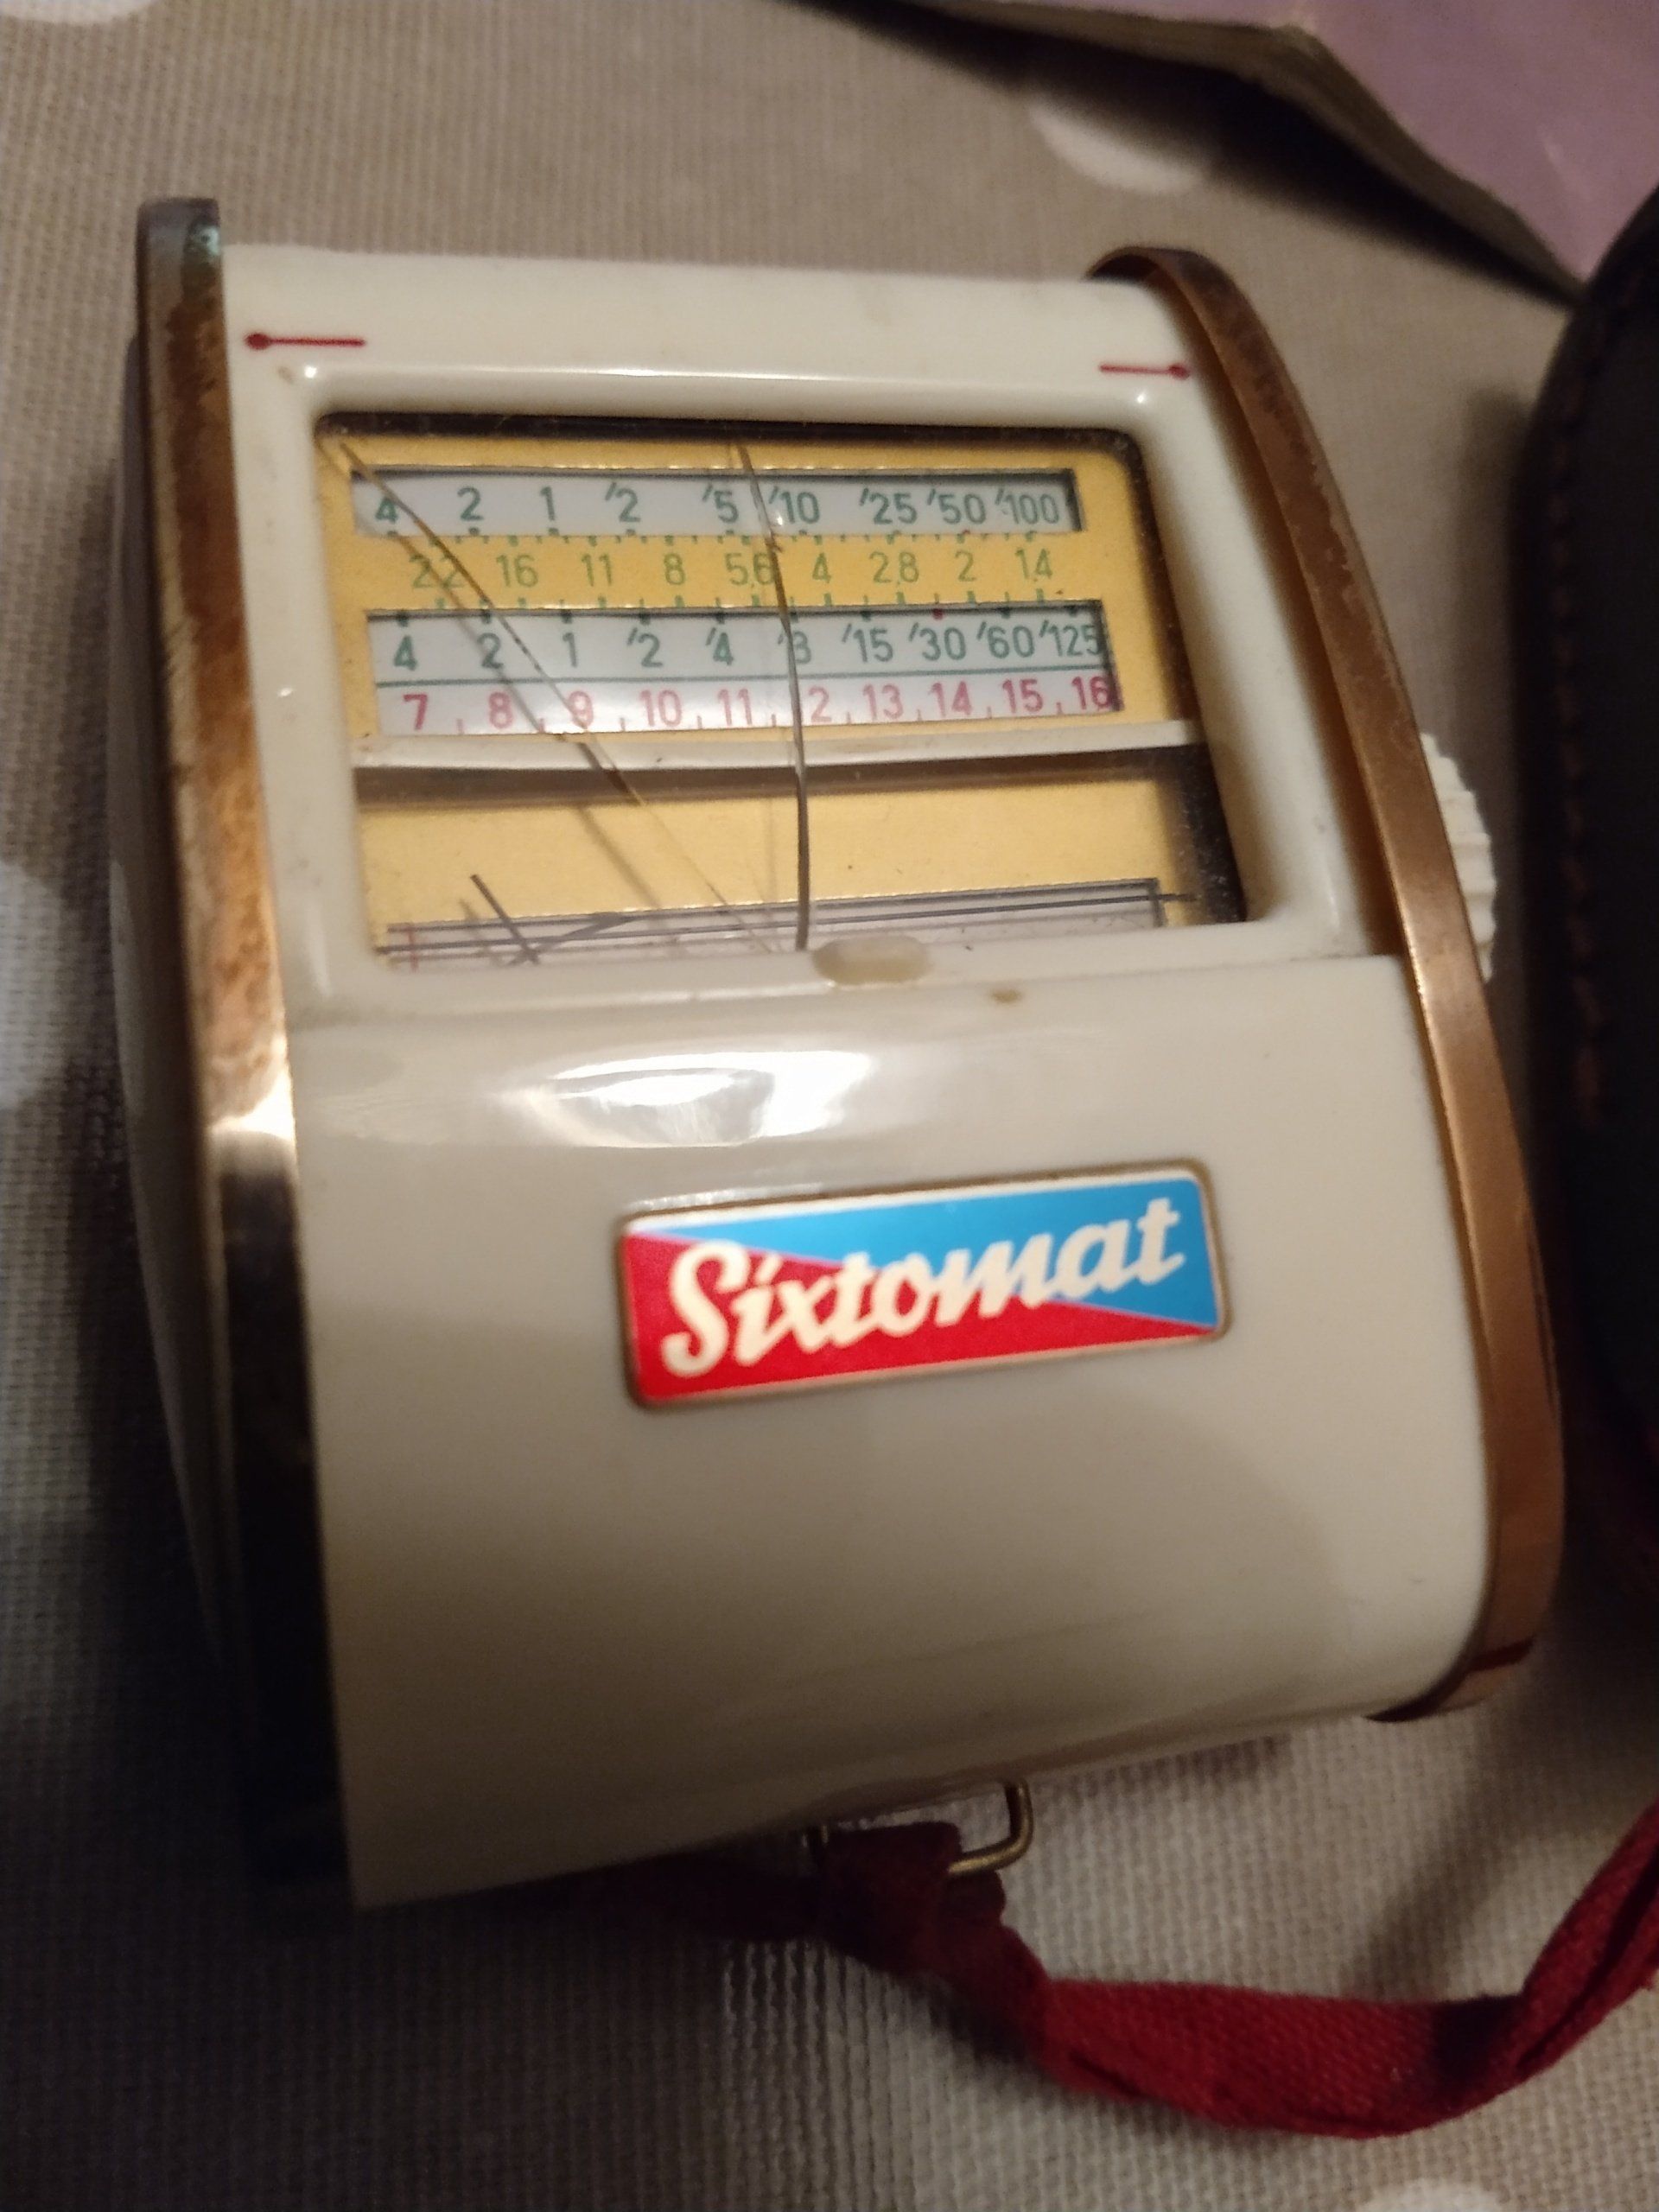 4 2 1 /2 /5 /10 /25 /50 /100
22 16 11 8 5,6 4 2,8 2 1,4
4 2 1 /2 /4 /8 /15 /30 /60 /125
7 8 9 10 11 12 13 14 15 16
Sixtomat